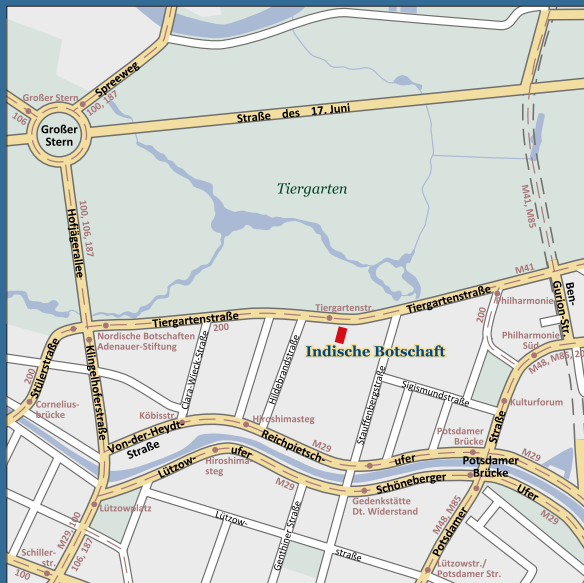 Spreeweg
Großer Stern
100, 187
106
Großer
Stern
Straße des 17. Juni
Tiergarten
M41, M85
Hofjägerallee
100, 106, 187
M41
Ben-
Gurion-Str.
Tiergartenstr.
Tiergartenstraße
200
Tiergartenstraße
Philharmonie
200
Nordische Botschaften
Adenauer-Stiftung
Indische Botschaft
Philharmonie
Süd
M48, M85, 20
Stülerstraße
200
Klingelhöferstraße
Clara-Wieck-Straße
Hildebrandstraße
Stauffenbergstraße
Sigismundstraße
Cornelius-
brücke
Köbisstr.
Hiroshimasteg
Kulturforum
Von-der-Heydt-
Straße
Reichpietsch-
ufer
M29
Potsdamer
Brücke
Straße
Potsdamer
Brücke
M29
Lützow-
ufer
Hiroshima
steg
M29
Schöneberger
Ufer
M29
Gedenkstätte
Dt. Widerstand
Lützowplatz
Lützow-
straße
Genthiner Straße
M48, M85
Potsdamer
M29, 100
106, 187
Schiller-
str.
100
Lützowstr./
Potsdamer Str.